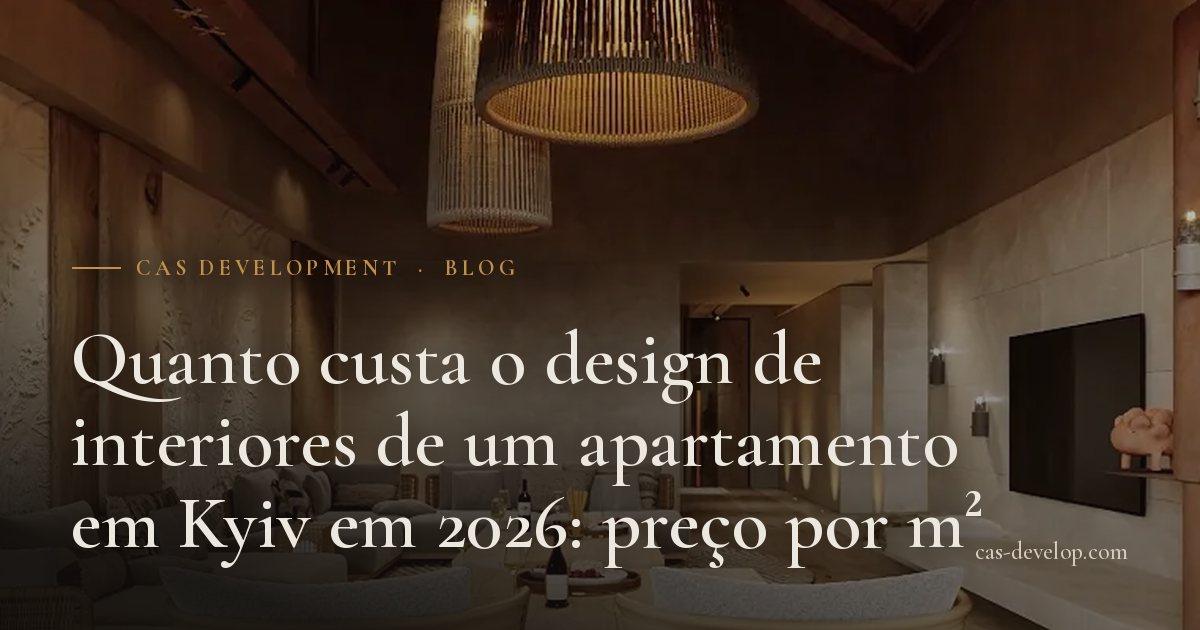 CAS DEVELOPMENT · BLOG
Quanto custa o design de
interiores de um apartamento
em Kyiv em 2026: preço por m²
cas-develop.com